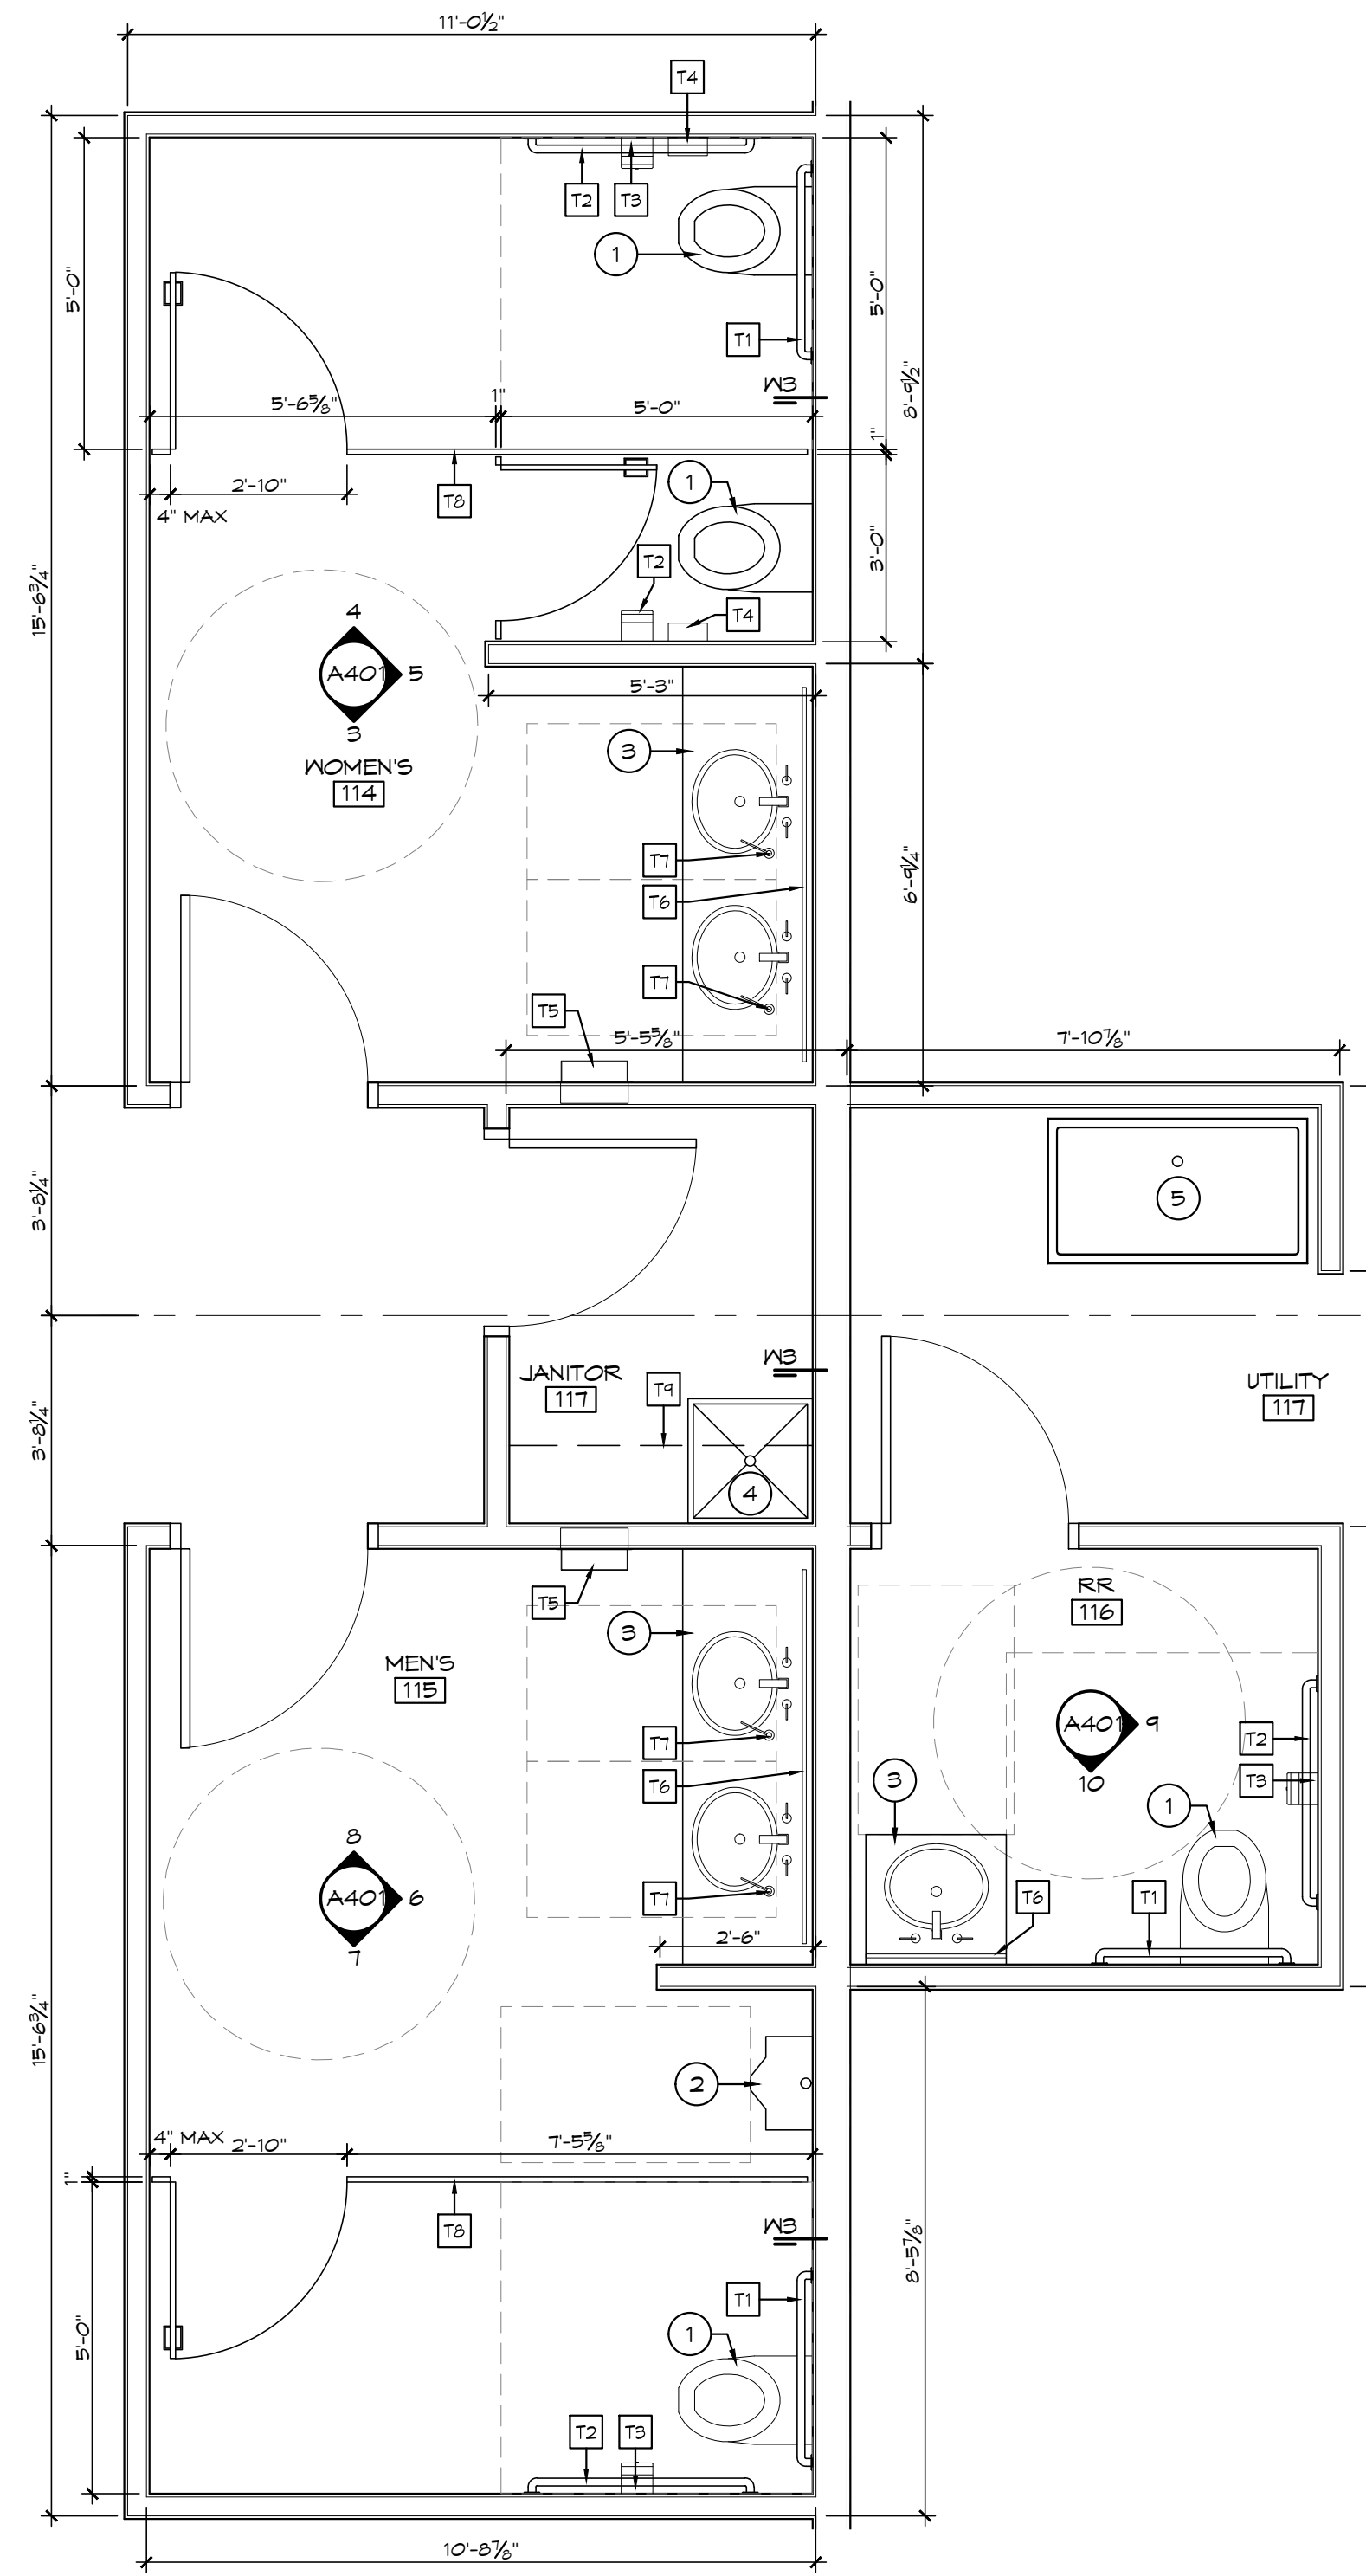 11'-0½"
T4
T2
T3
1
5'-0"
5'-0"
T1
8'-9½"
W3
5'-6⅝"
1"
5'-0"
1"
2'-10"
T8
1
4" MAX
T2
3'-0"
T4
15'-6¾"
4
A401
5
3
5'-3"
3
WOMEN'S
114
T7
T6
6'-9¼"
T7
T5
5'-5⅝"
7'-10⅞"
3'-8¼"
5
JANITOR
117
T9
W3
UTILITY
117
3'-8¼"
4
T5
RR
116
3
MEN'S
115
A401
9
10
T7
T2
T6
3
T3
1
8
A401
6
7
T7
T6
T1
2'-6"
15'-6¾"
2
4" MAX
2'-10"
7'-5⅝"
1"
T8
W3
8'-5⅞"
T1
5'-0"
1
T2
T3
10'-8⅞"